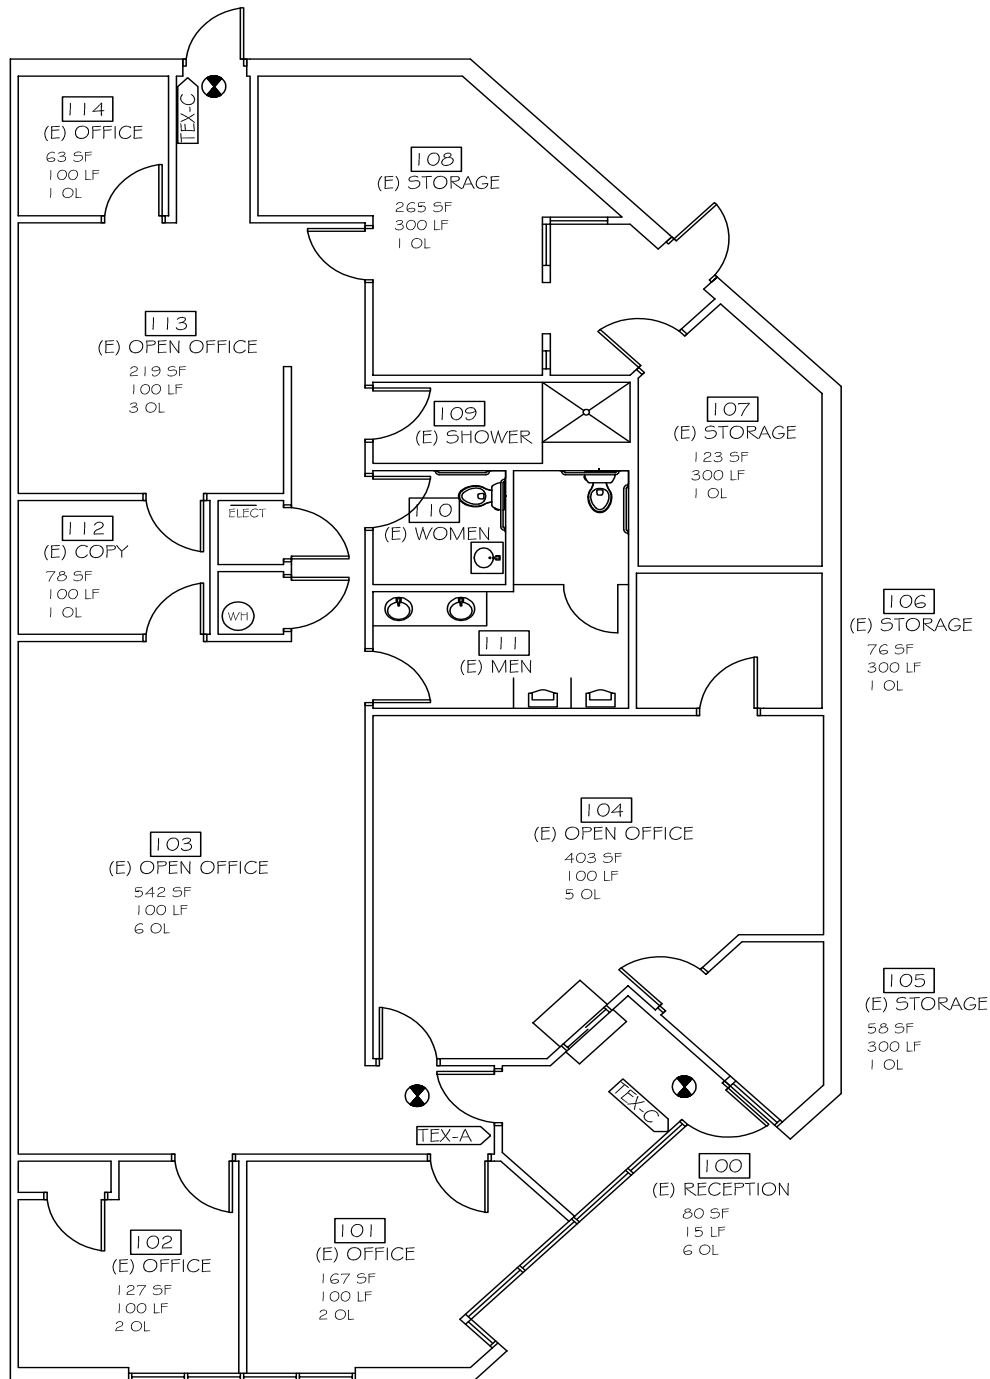 114
(E) OFFICE
63 SF
100 LF
1 OL
TEX-C
108
(E) STORAGE
265 SF
300 LF
1 OL
113
(E) OPEN OFFICE
219 SF
100 LF
3 OL
109
(E) SHOWER
107
(E) STORAGE
123 SF
300 LF
1 OL
112
(E) COPY
78 SF
100 LF
1 OL
ELECT
110
(E) WOMEN
WH
111
(E) MEN
106
(E) STORAGE
76 SF
300 LF
1 OL
103
(E) OPEN OFFICE
542 SF
100 LF
6 OL
104
(E) OPEN OFFICE
403 SF
100 LF
5 OL
105
(E) STORAGE
58 SF
300 LF
1 OL
TEX-C
TEX-A
100
(E) RECEPTION
80 SF
15 LF
6 OL
102
(E) OFFICE
127 SF
100 LF
2 OL
101
(E) OFFICE
167 SF
100 LF
2 OL